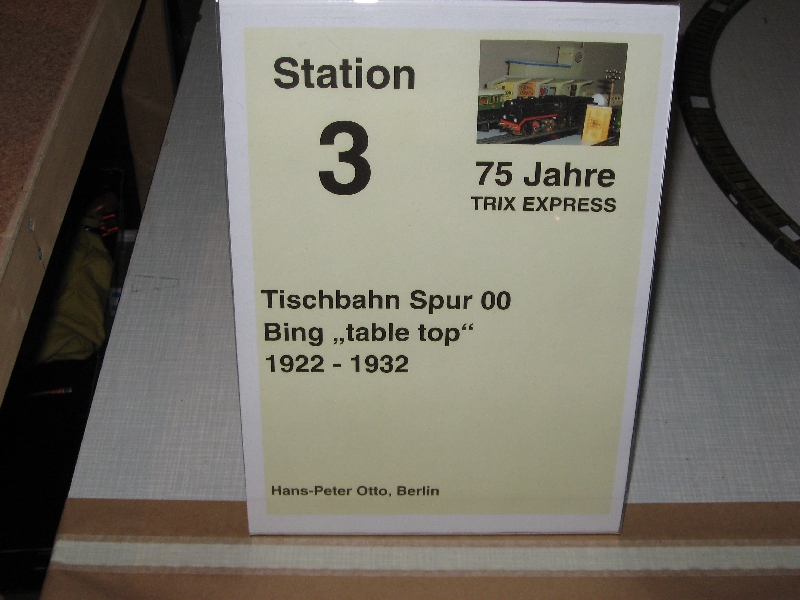 Station
3
75 Jahre
TRIX EXPRESS
Tischbahn Spur 00
Bing „table top“
1922 - 1932
Hans-Peter Otto, Berlin